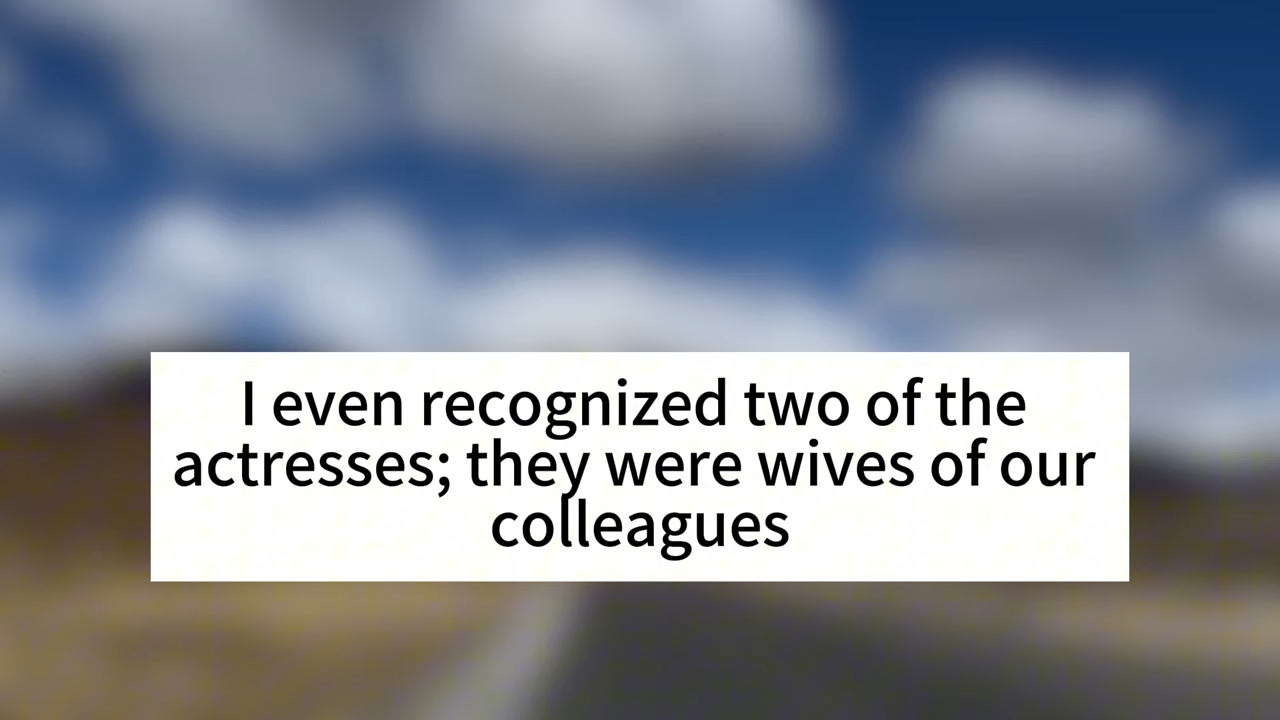 I even recognized two of the
actresses; they were wives of our
colleagues